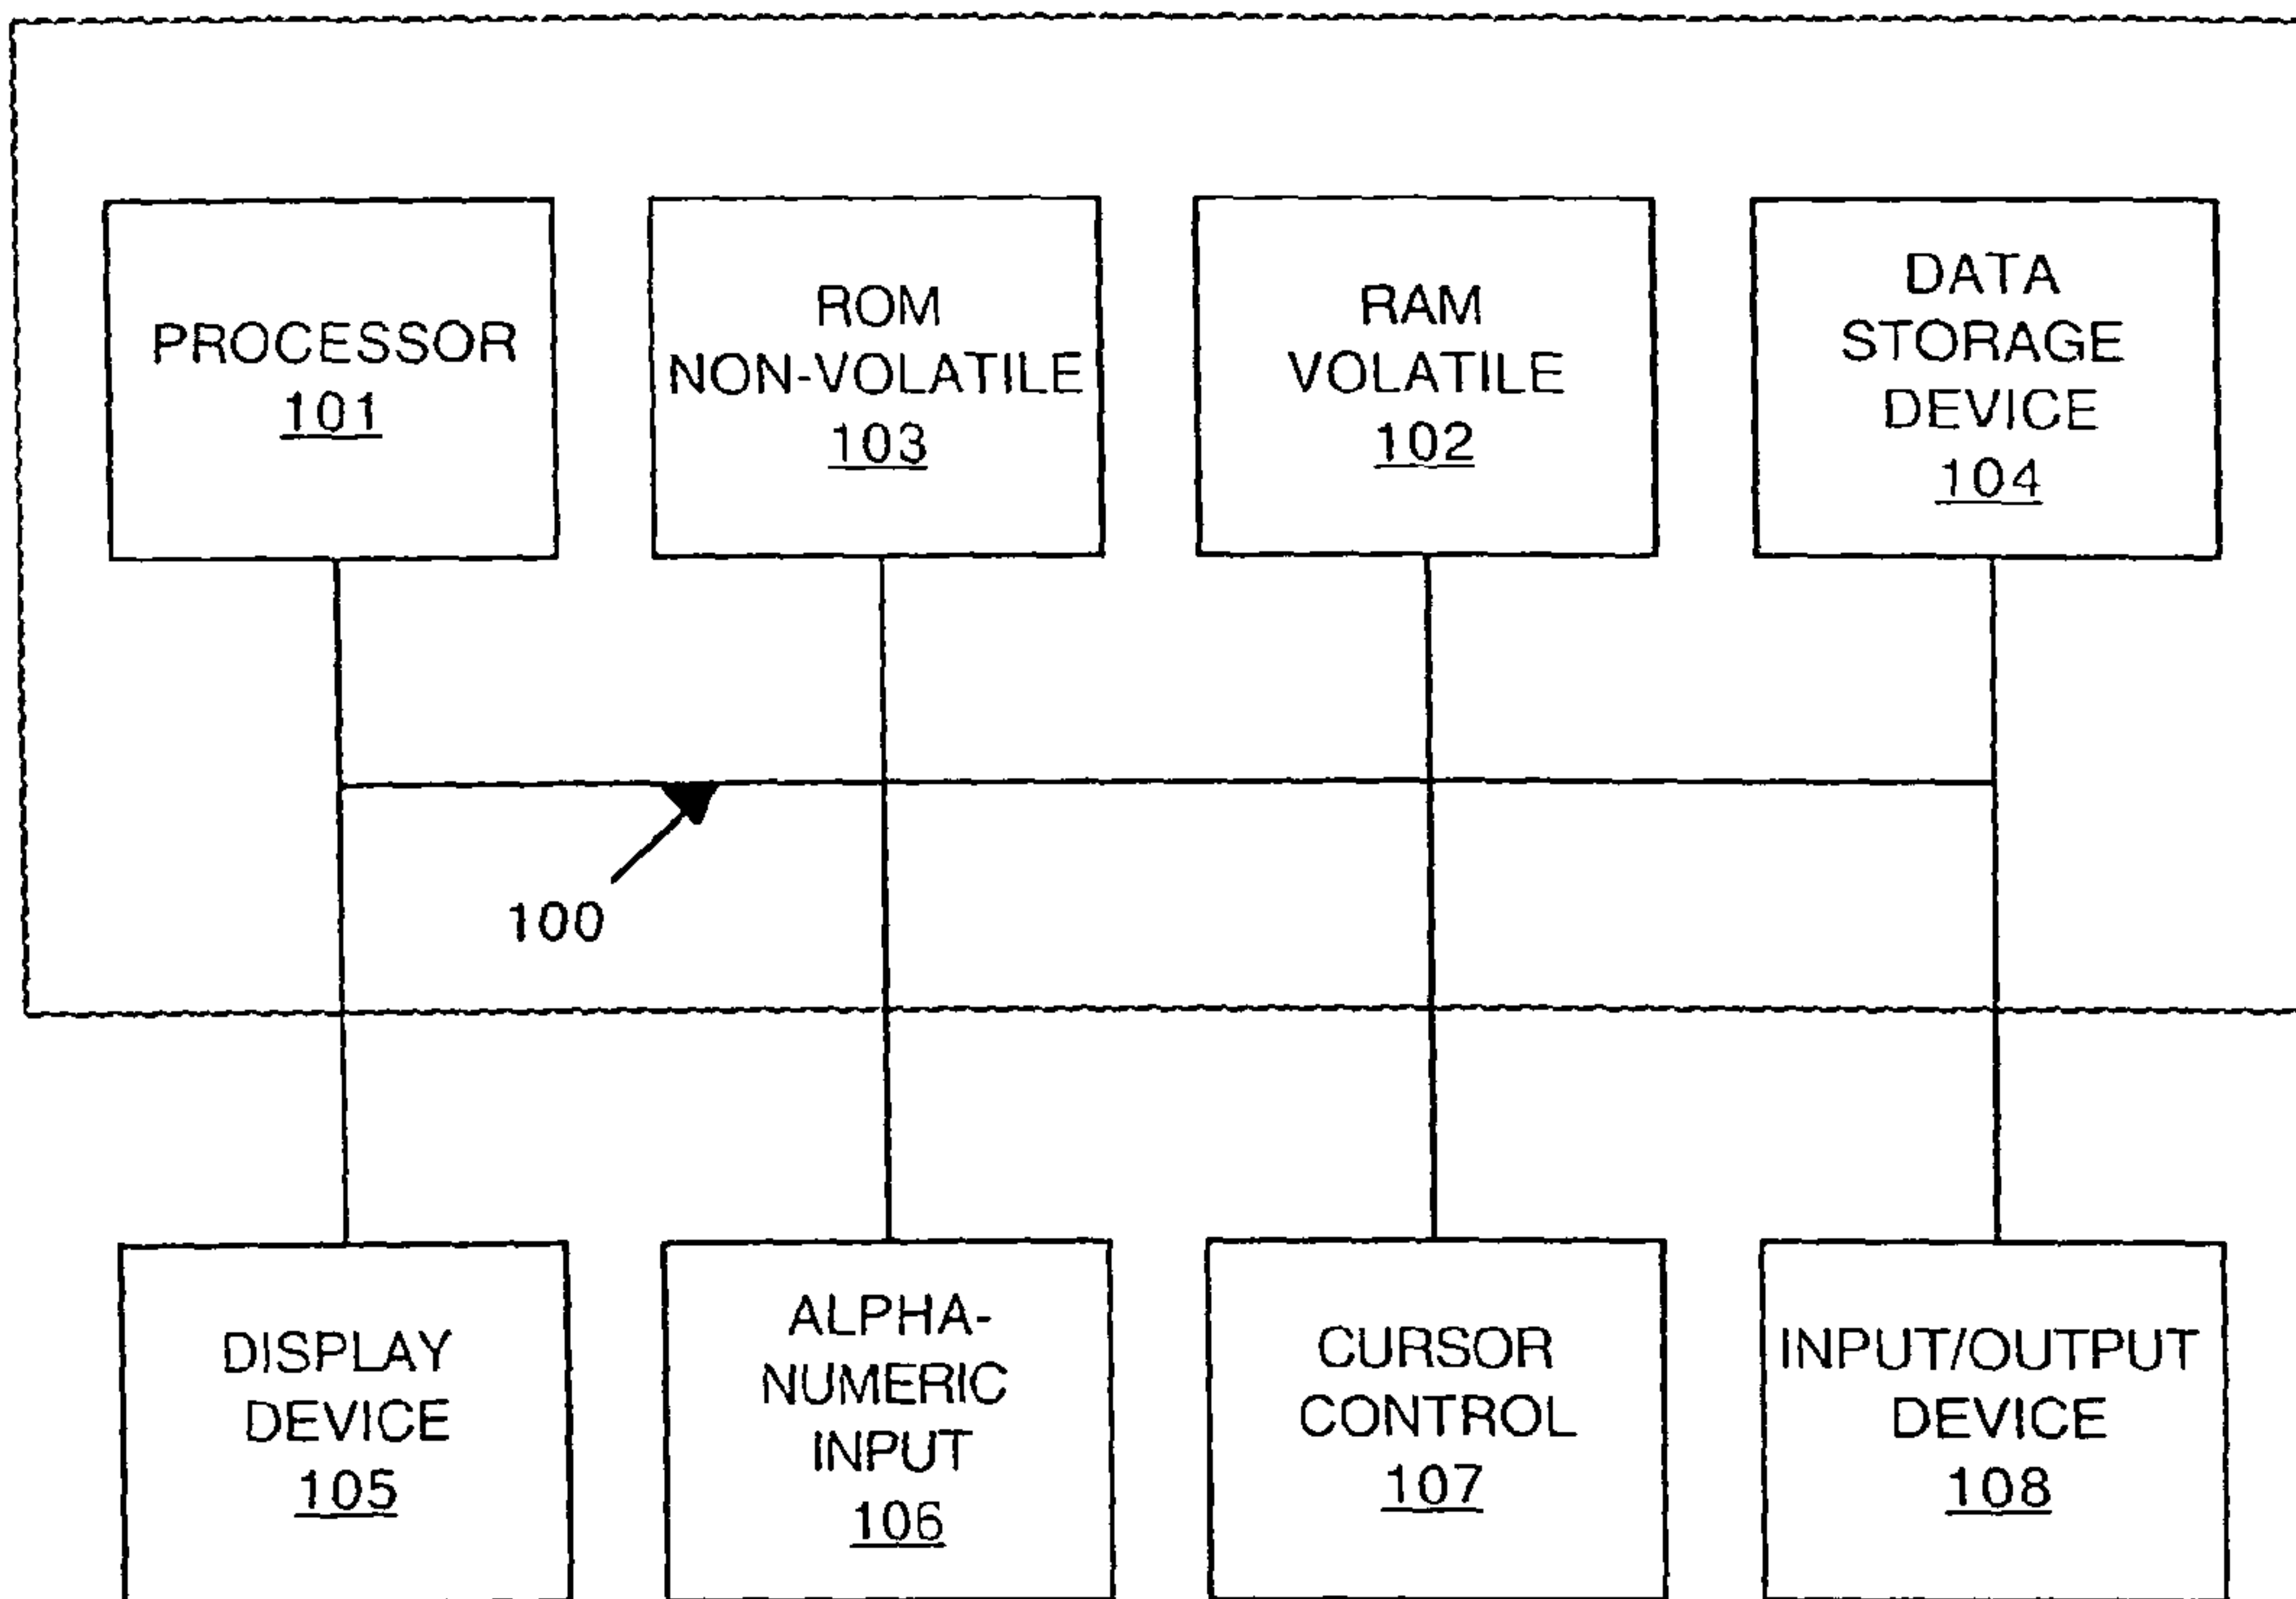 PROCESSOR
101
ROM
NON-VOLATILE
103
RAM
VOLATILE
102
DATA
STORAGE
DEVICE
104
100
DISPLAY
DEVICE
105
ALPHA-
NUMERIC
INPUT
106
CURSOR
CONTROL
107
INPUT/OUTPUT
DEVICE
108